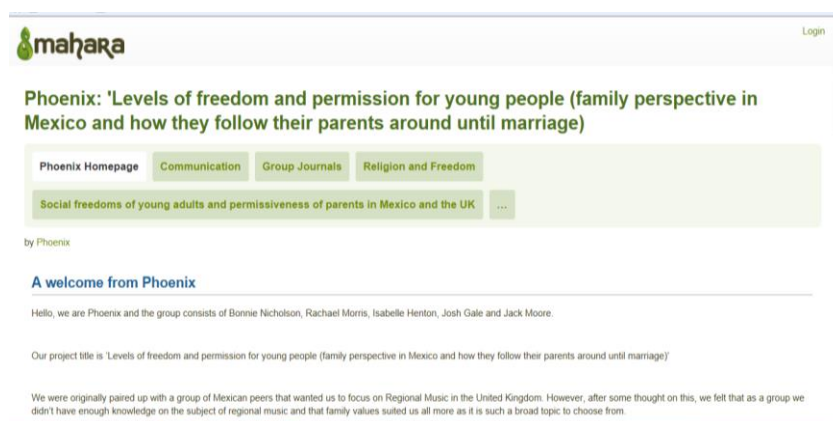 mahara
Login
Phoenix: 'Levels of freedom and permission for young people (family perspective in
Mexico and how they follow their parents around until marriage)
Phoenix Homepage Communication Group Journals Religion and Freedom
Social freedoms of young adults and permissiveness of parents in Mexico and the UK ...
by Phoenix
A welcome from Phoenix
Hello, we are Phoenix and the group consists of Bonnie Nicholson, Rachael Morris, Isabelle Henton, Josh Gale and Jack Moore.
Our project title is 'Levels of freedom and permission for young people (family perspective in Mexico and how they follow their parents around until marriage)'
We were originally paired up with a group of Mexican peers that wanted us to focus on Regional Music in the United Kingdom. However, after some thought on this, we felt that as a group we
didn't have enough knowledge on the subject of regional music and that family values suited us all more as it is such a broad topic to choose from.